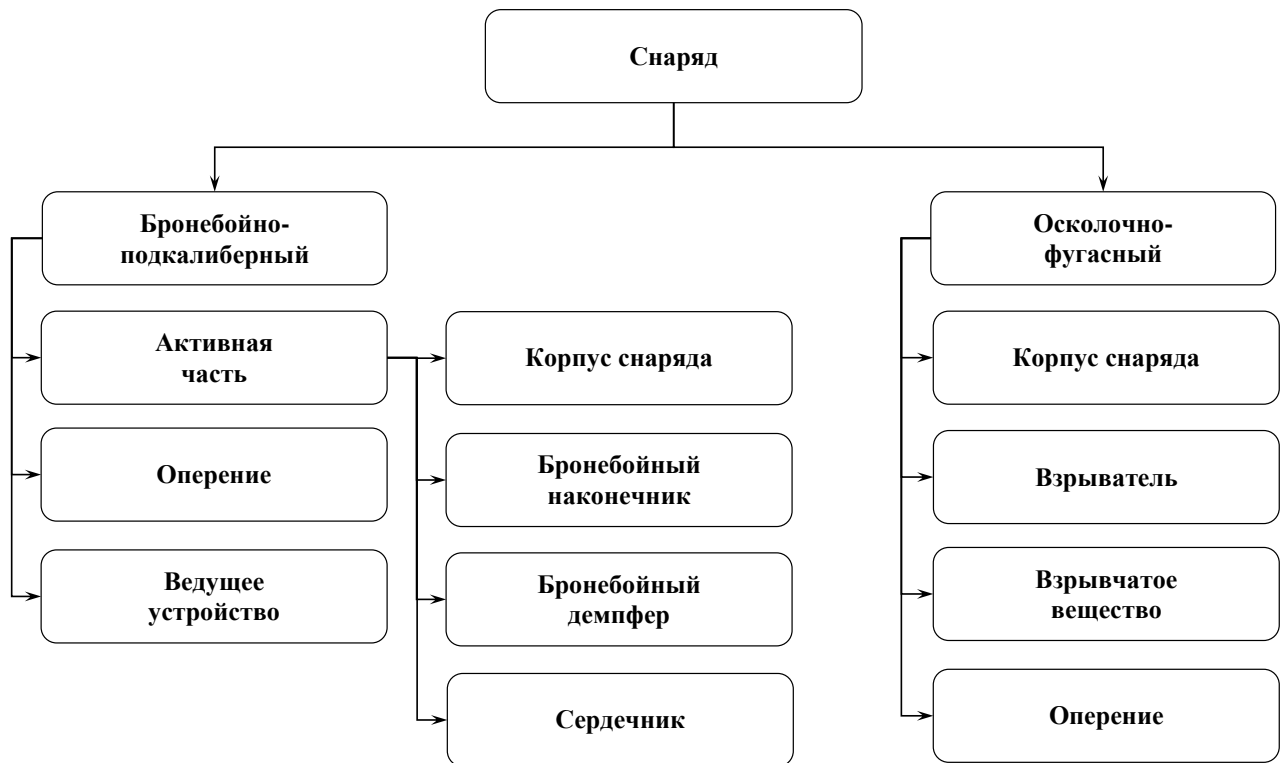 Снаряд
Бронебойно-
подкалиберный
Осколочно-
фугасный
Активная
часть
Корпус снаряда
Корпус снаряда
Оперение
Бронебойный
наконечник
Взрыватель
Ведущее
устройство
Бронебойный
демпфер
Взрывчатое
вещество
Сердечник
Оперение